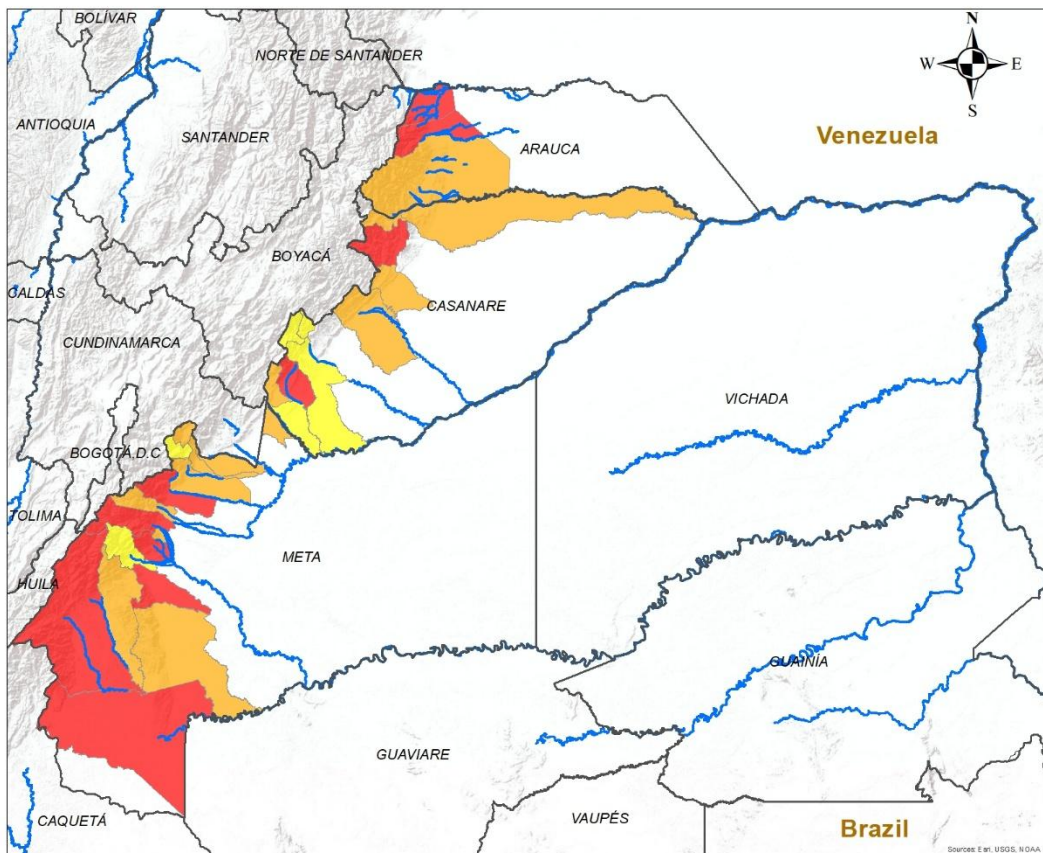 BOLÍVAR
N
NORTE DE SANTANDER
W
E
S
ANTIOQUIA
SANTANDER
Venezuela
ARAUCA
BOYACÁ
CALDAS
CASANARE
CUNDINAMARCA
VICHADA
BOGOTÁ,D.C
TOLIMA
META
HUILA
GUAINÍA
GUAVIARE
CAQUETÁ
VAUPÉS
Brazil
Sources: Esri, USGS, NOAA